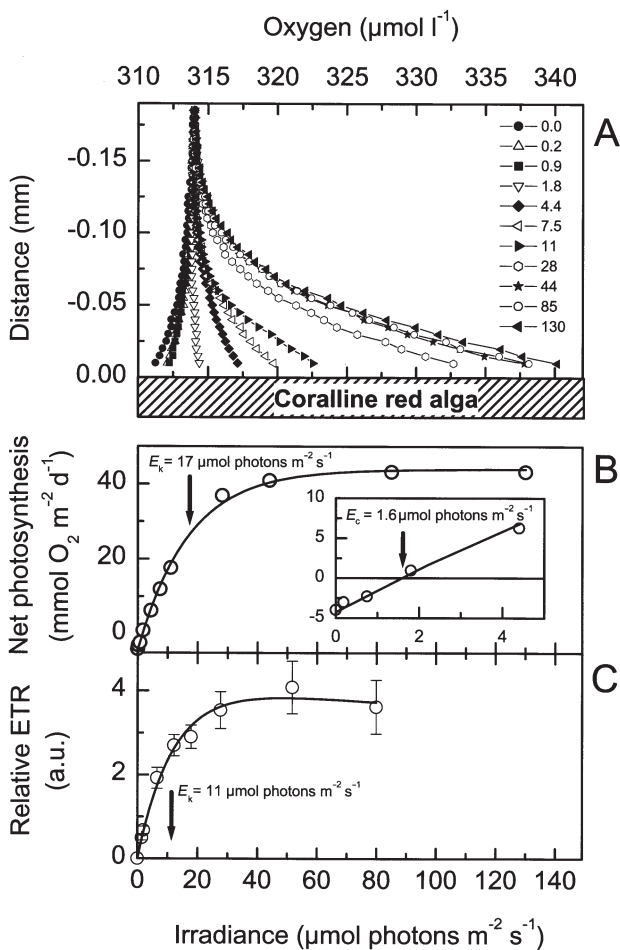 Oxygen (µmol l⁻¹)
310 315 320 325 330 335 340
A
Distance (mm)
-0.15
-0.10
-0.05
0.00
0.0
0.2
0.9
1.8
4.4
7.5
11
28
44
85
130
Coralline red alga
B
Net photosynthesis
(mmol O₂ m⁻² d⁻¹)
40
20
0
Eₖ = 17 µmol photons m⁻² s⁻¹
10
5
0
-5
E꜀ = 1.6 µmol photons m⁻² s⁻¹
0 2 4
C
Relative ETR
(a.u.)
4
2
0
Eₖ = 11 µmol photons m⁻² s⁻¹
0 20 40 60 80 100 120 140
Irradiance (µmol photons m⁻² s⁻¹)